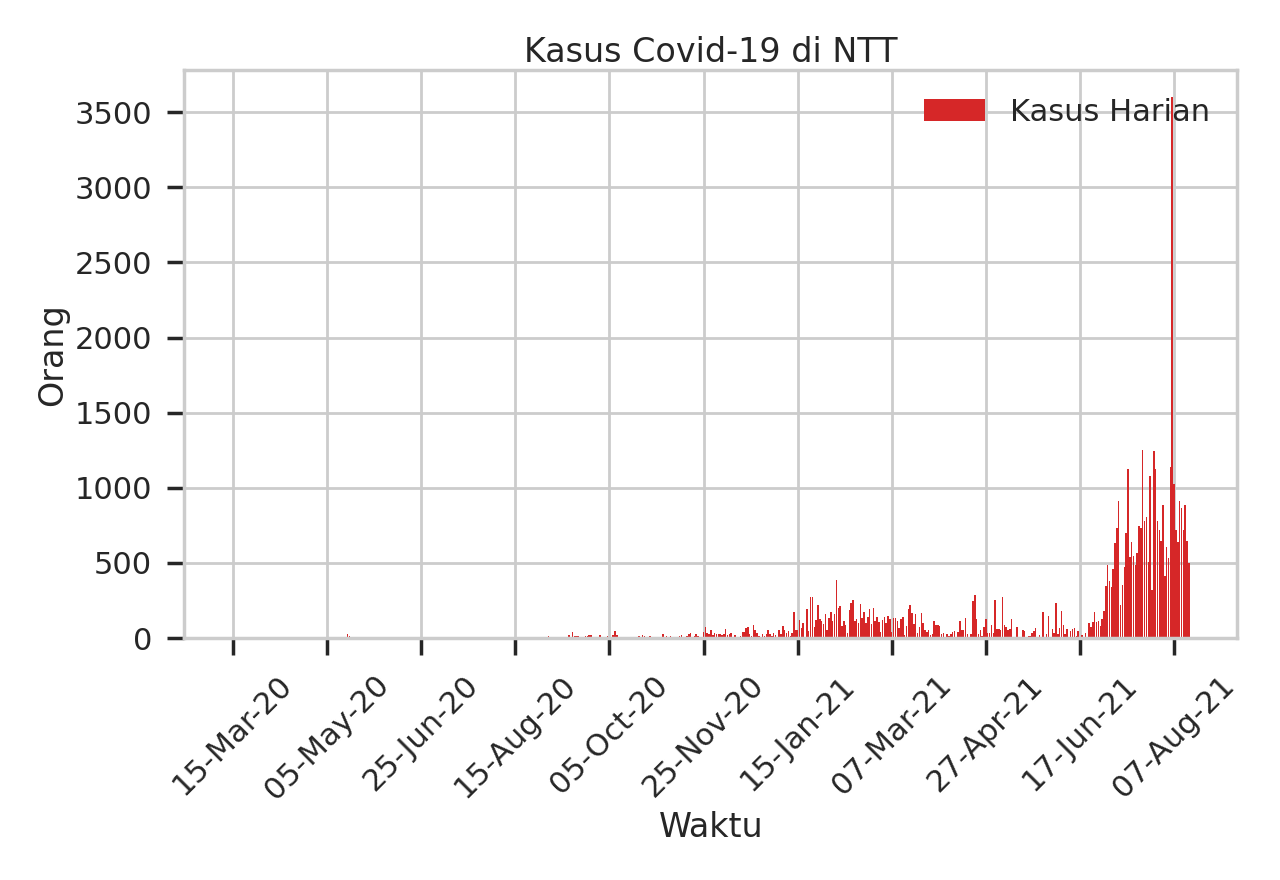 Kasus Covid-19 di NTT
Kasus Harian
Orang
3500
3000
2500
2000
1500
1000
500
0
15-Mar-20
05-May-20
25-Jun-20
15-Aug-20
05-Oct-20
25-Nov-20
15-Jan-21
07-Mar-21
27-Apr-21
17-Jun-21
07-Aug-21
Waktu